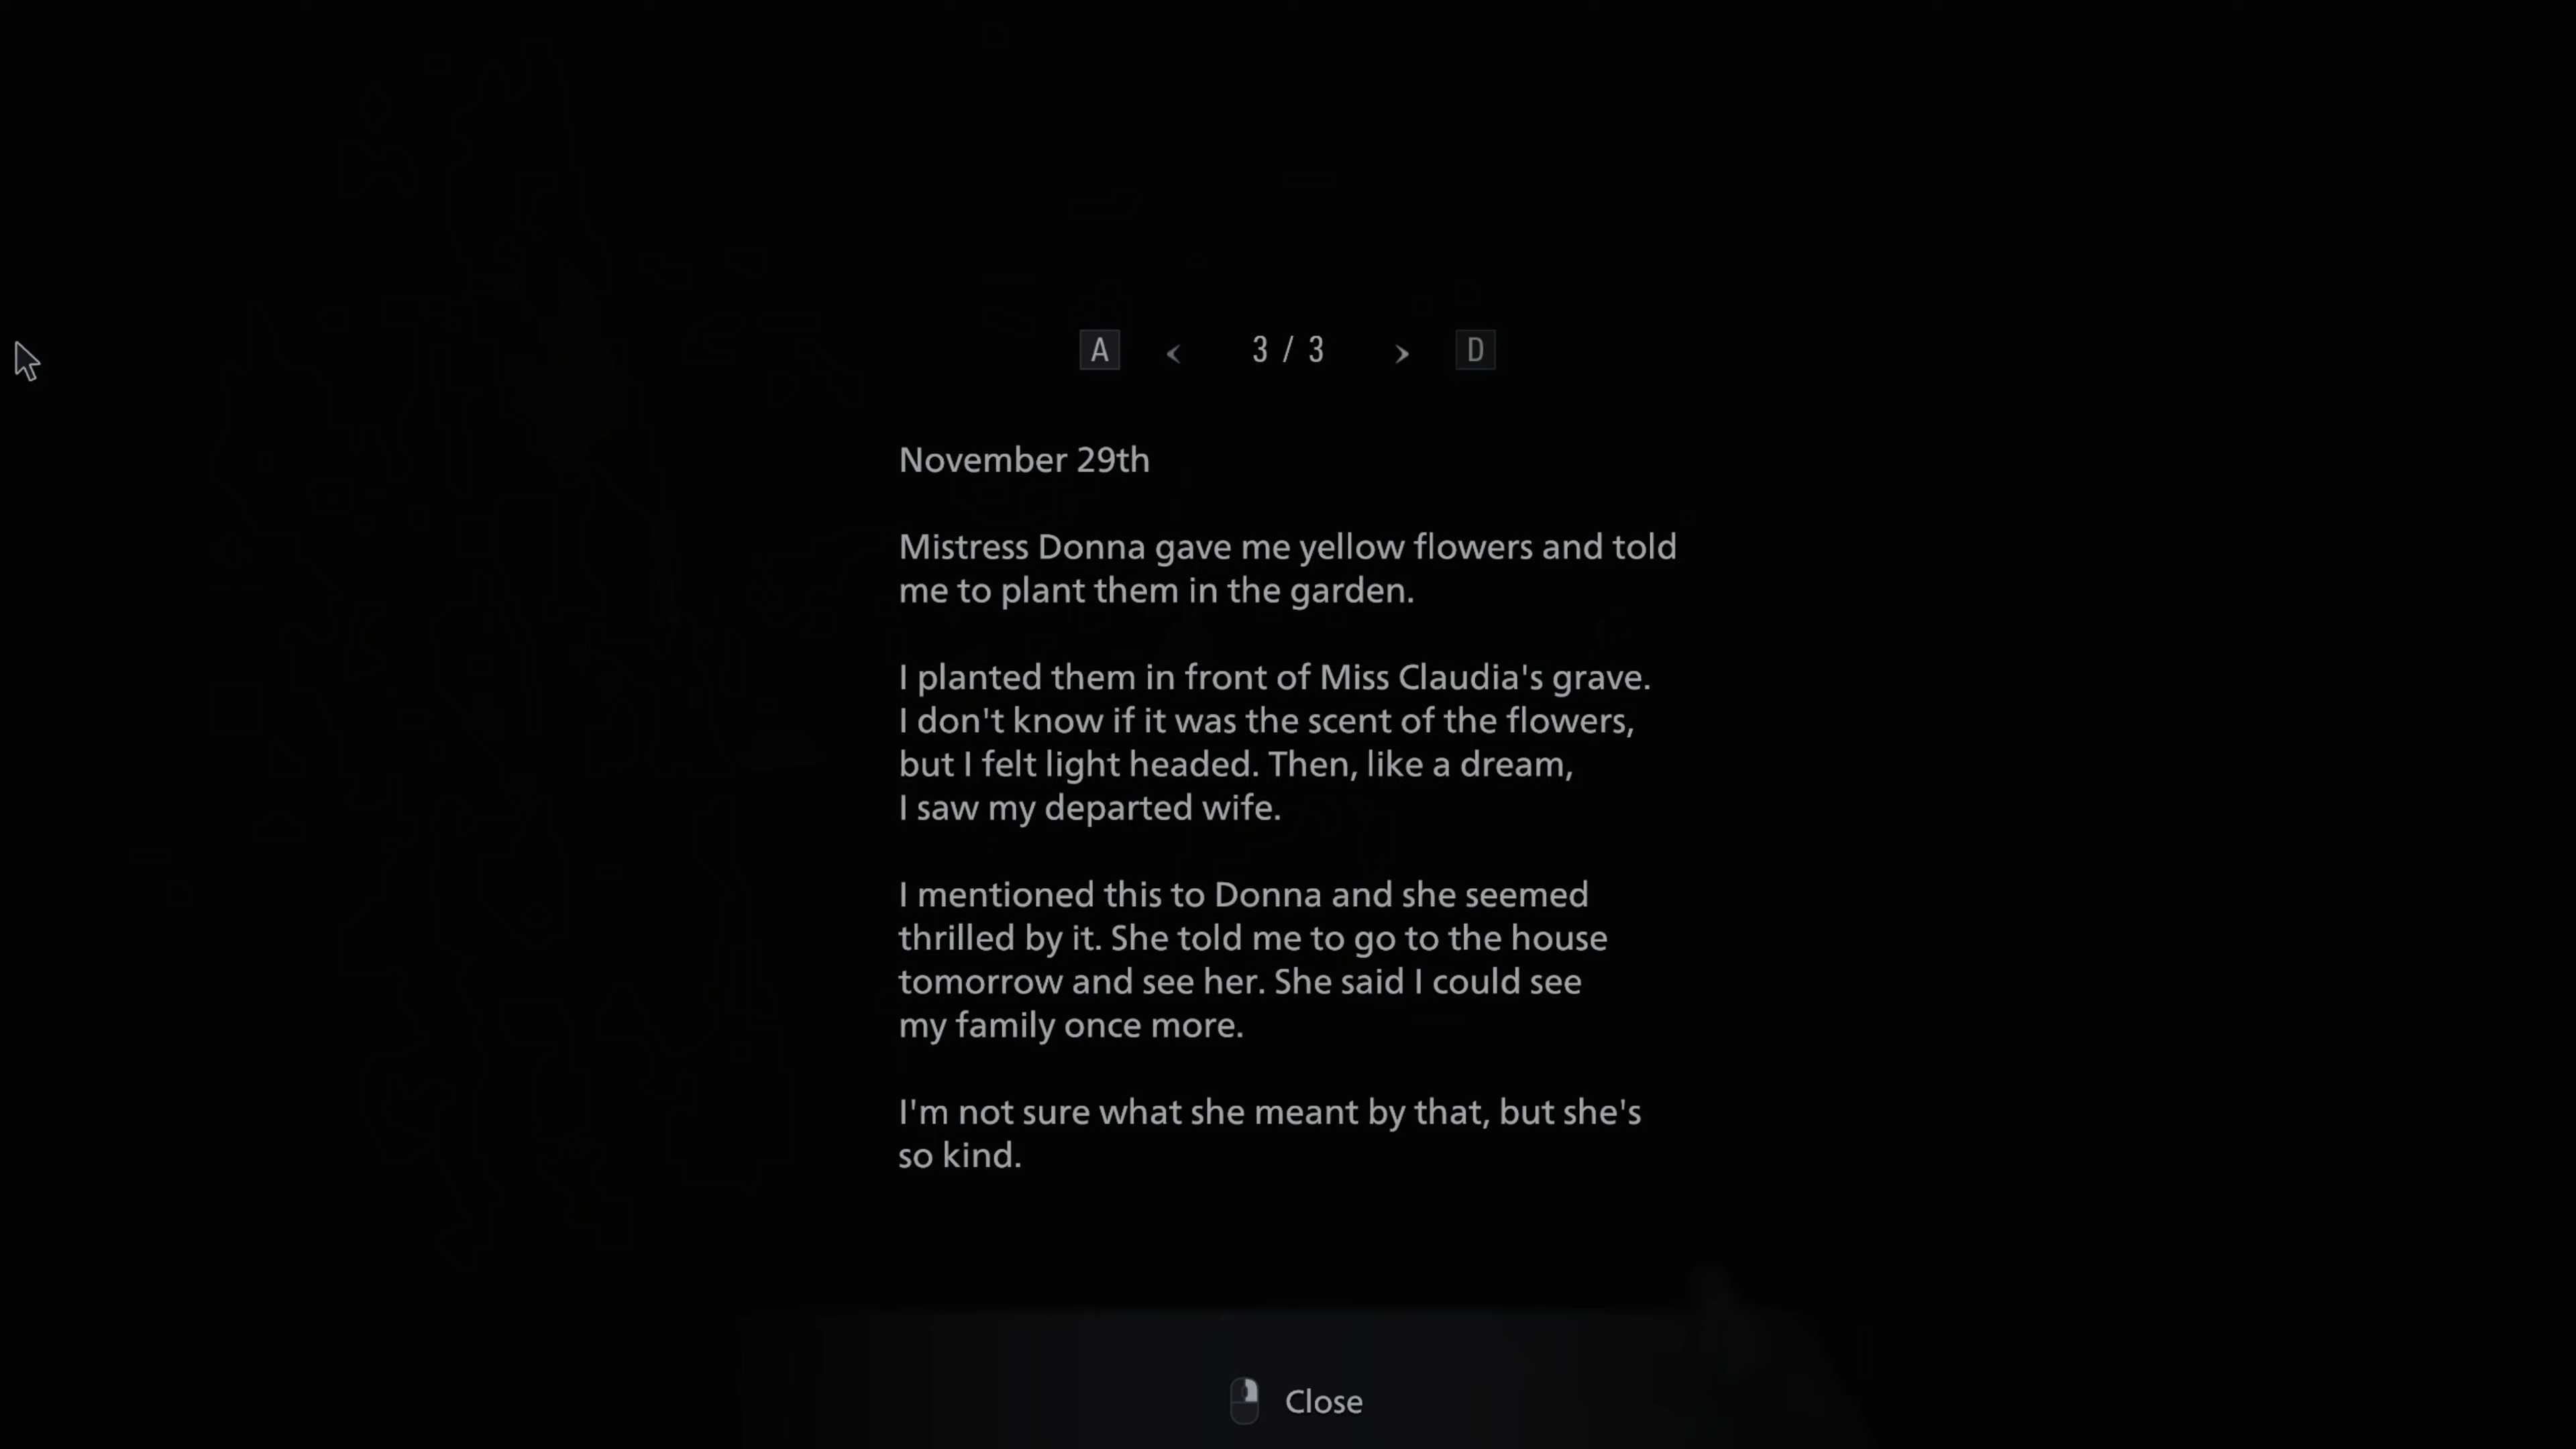 A < 3 / 3 > D
November 29th
Mistress Donna gave me yellow flowers and told
me to plant them in the garden.
I planted them in front of Miss Claudia's grave.
I don't know if it was the scent of the flowers,
but I felt light headed. Then, like a dream,
I saw my departed wife.
I mentioned this to Donna and she seemed
thrilled by it. She told me to go to the house
tomorrow and see her. She said I could see
my family once more.
I'm not sure what she meant by that, but she's
so kind.
Close